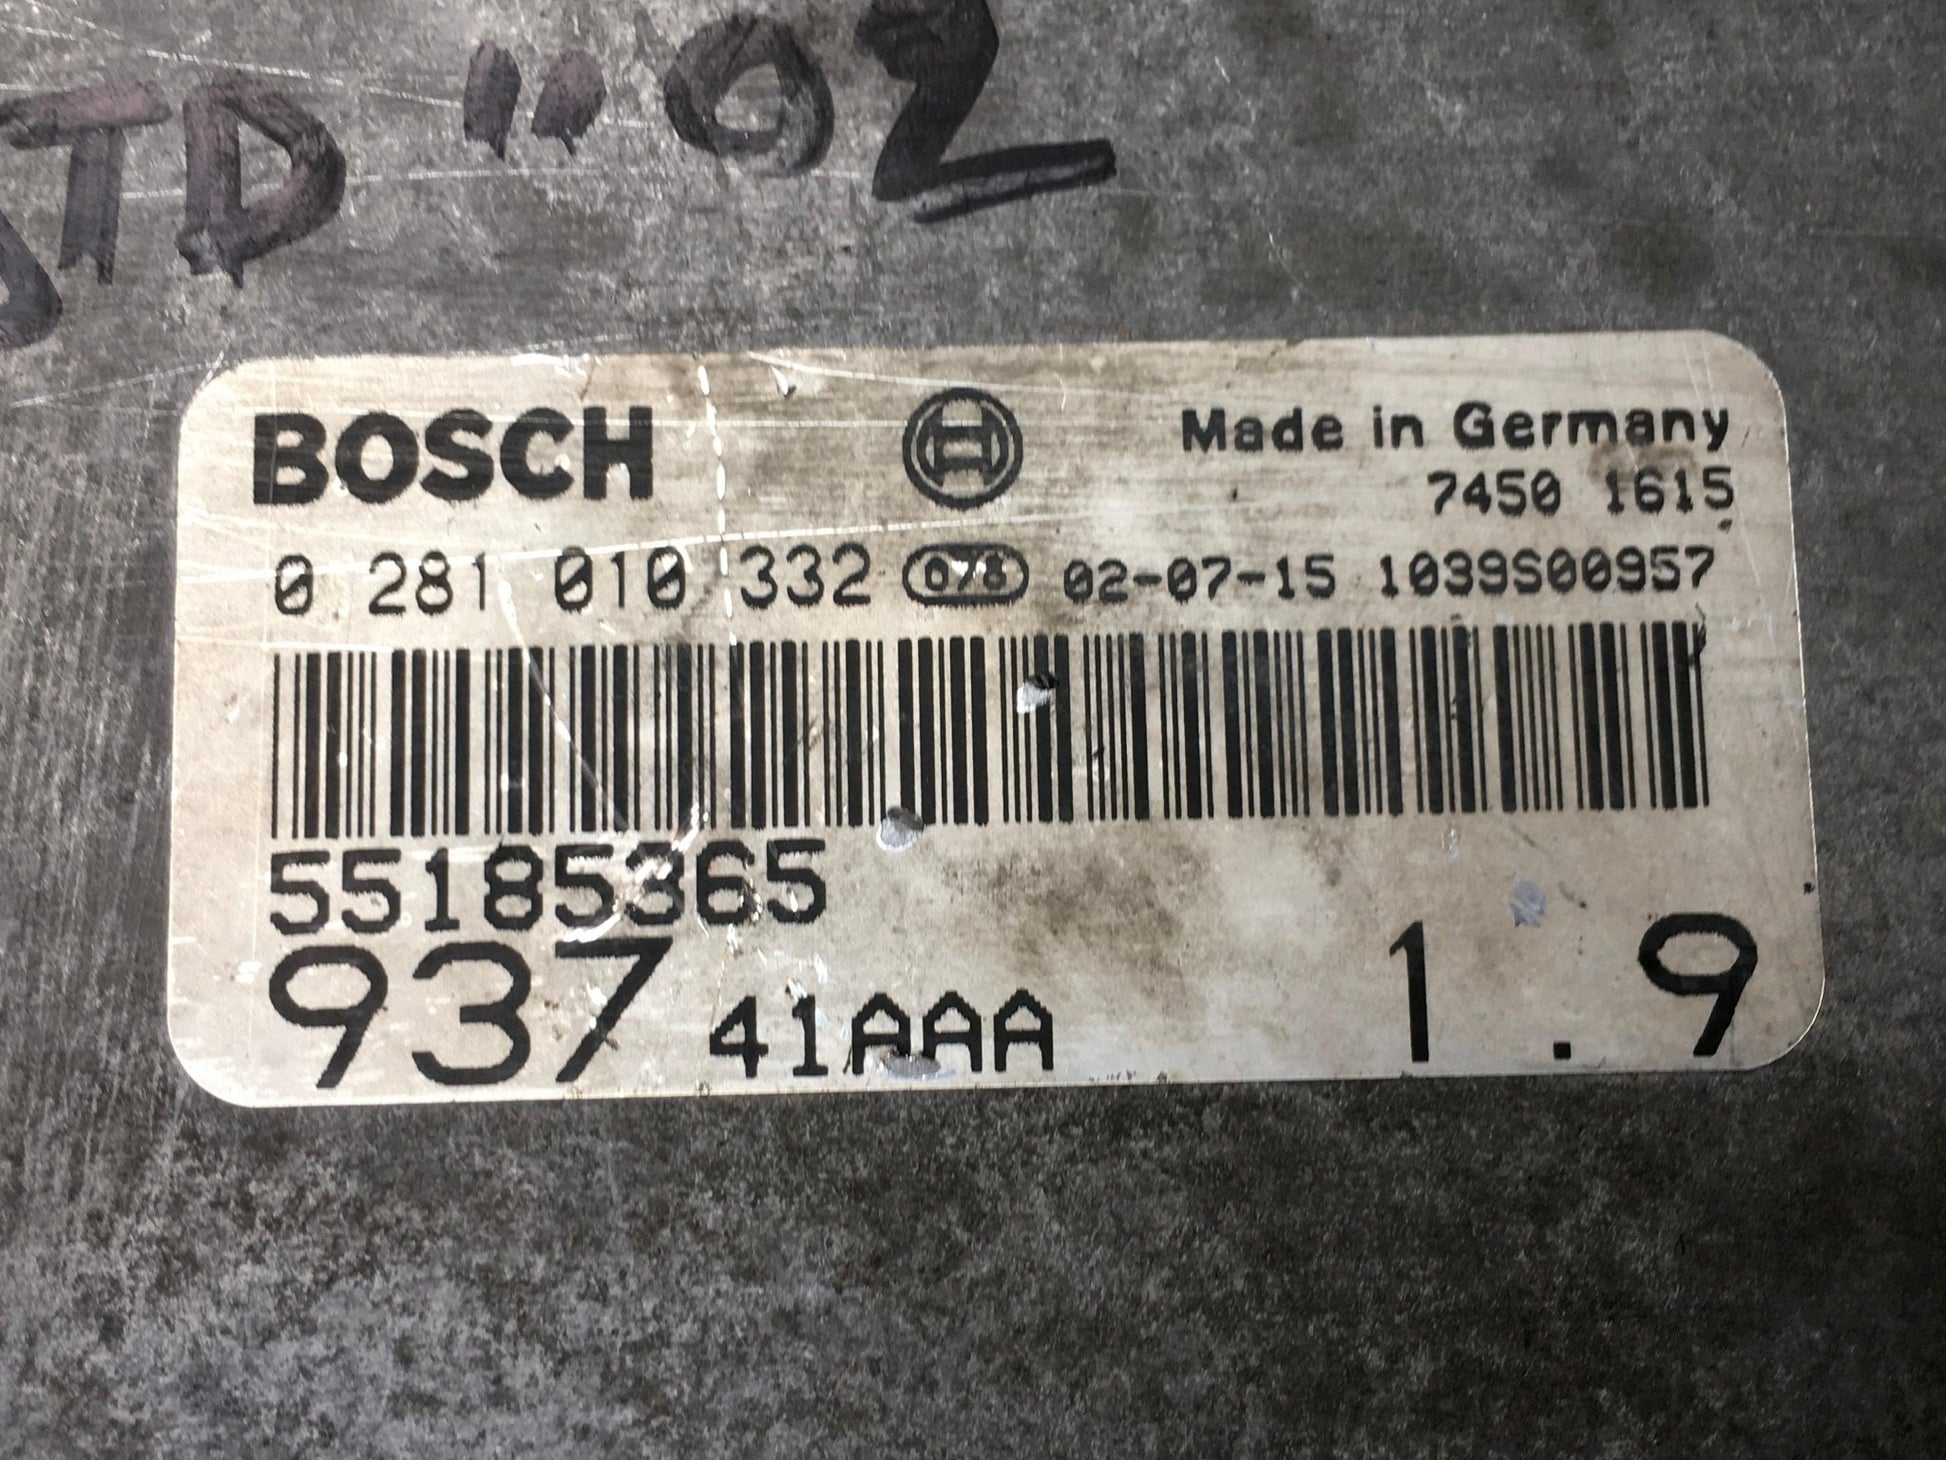 JTD "02
BOSCH Made in Germany
7450 1615
0 281 010 332 078 02-07-15 1039S00957
55185365
937 41AAA 1.9